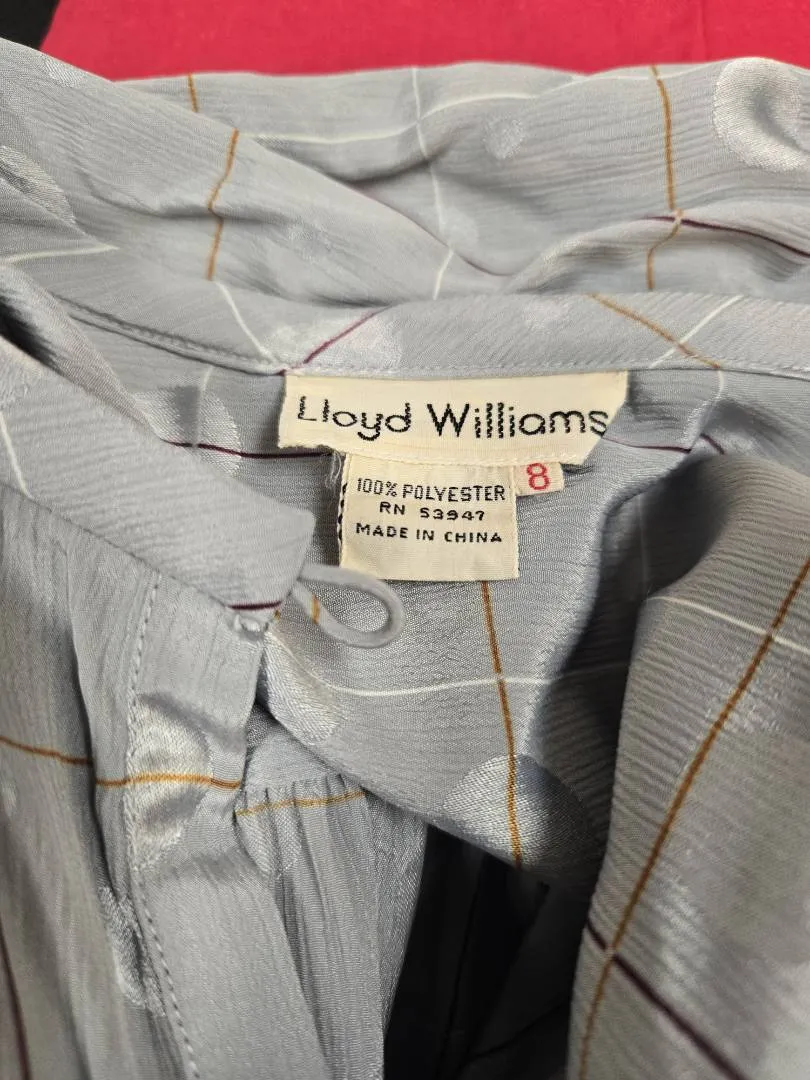 Lloyd Williams
8
100% POLYESTER
RN 53947
MADE IN CHINA